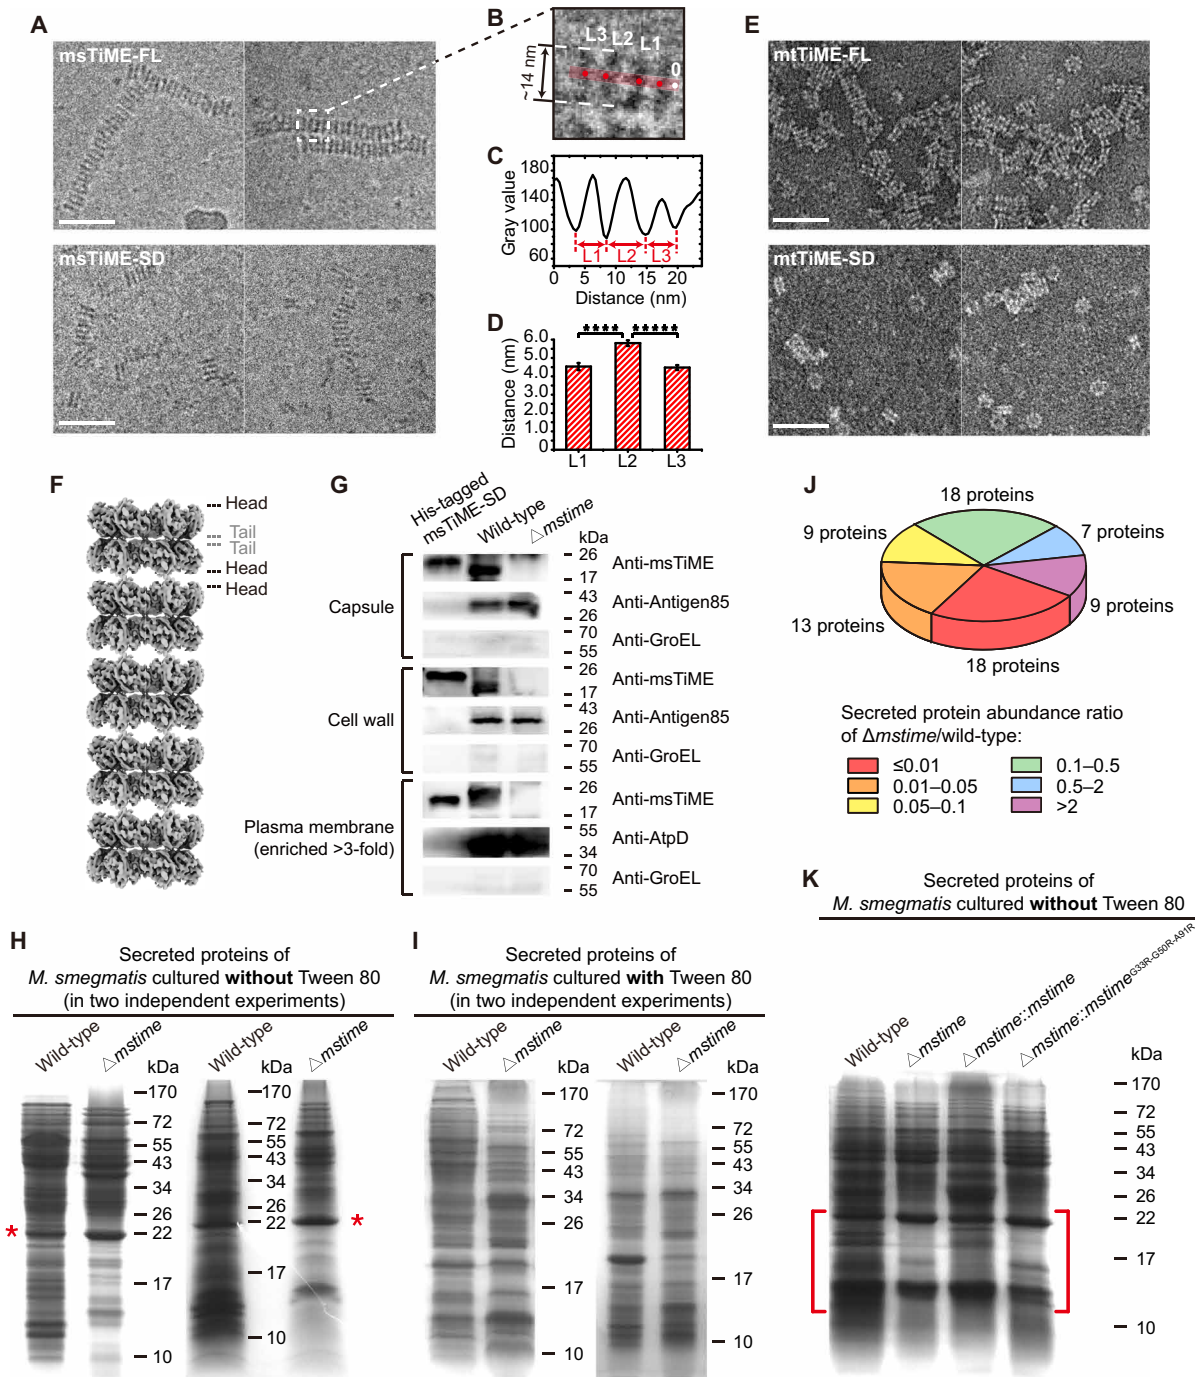 A
msTiME-FL
msTiME-SD
B
L3 L2 L1
0
~14 nm
C
Gray value
180
140
100
60
L1 L2 L3
0 5 10 15 20
Distance (nm)
D
**** *****
Distance (nm)
6.0
4.0
2.0
0
L1 L2 L3
E
mtTiME-FL
mtTiME-SD
F
Head
Tail
Tail
Head
Head
G
His-tagged
msTiME-SD
Wild-type
△mstime
kDa
Capsule
26
17
Anti-msTiME
43
26
Anti-Antigen85
70
55
Anti-GroEL
Cell wall
26
17
Anti-msTiME
43
26
Anti-Antigen85
70
55
Anti-GroEL
Plasma membrane
(enriched >3-fold)
26
17
Anti-msTiME
55
34
Anti-AtpD
70
55
Anti-GroEL
J
18 proteins
9 proteins
7 proteins
13 proteins
9 proteins
18 proteins
Secreted protein abundance ratio
of Δmstime/wild-type:
≤0.01
0.01–0.05
0.05–0.1
0.1–0.5
0.5–2
>2
H
Secreted proteins of
M. smegmatis cultured without Tween 80
(in two independent experiments)
Wild-type
△mstime
kDa
170
72
55
43
34
26
22
17
10
*
Wild-type
△mstime
kDa
170
72
55
43
34
26
22
17
10
*
I
Secreted proteins of
M. smegmatis cultured with Tween 80
(in two independent experiments)
Wild-type
△mstime
kDa
170
72
55
43
34
26
17
10
Wild-type
△mstime
kDa
170
72
55
43
34
26
17
10
K
Secreted proteins of
M. smegmatis cultured without Tween 80
Wild-type
△mstime
△mstime::mstime
△mstime::mstimeG33R-G50R-A91R
kDa
170
72
55
43
34
26
22
17
10